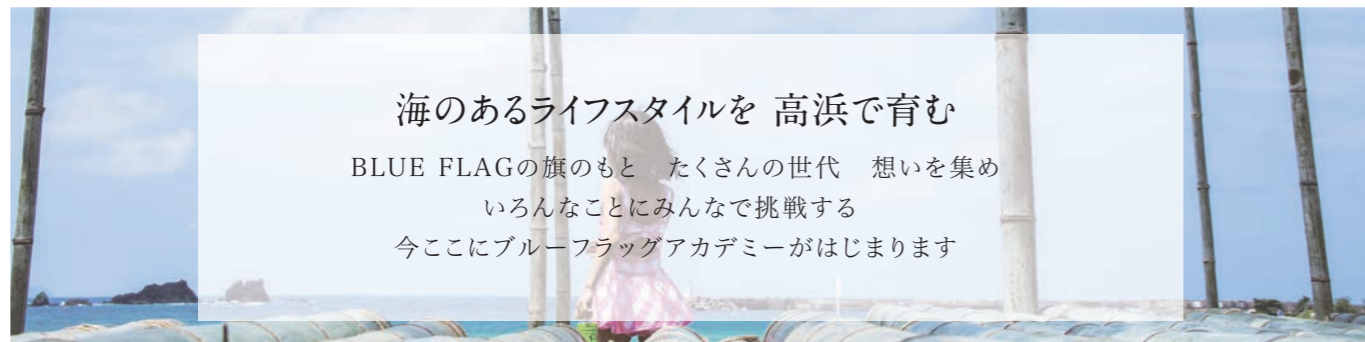 海のあるライフスタイルを 高浜で育む
BLUE FLAGの旗のもと　たくさんの世代　想いを集め
いろんなことにみんなで挑戦する
今ここにブルーフラッグアカデミーがはじまります